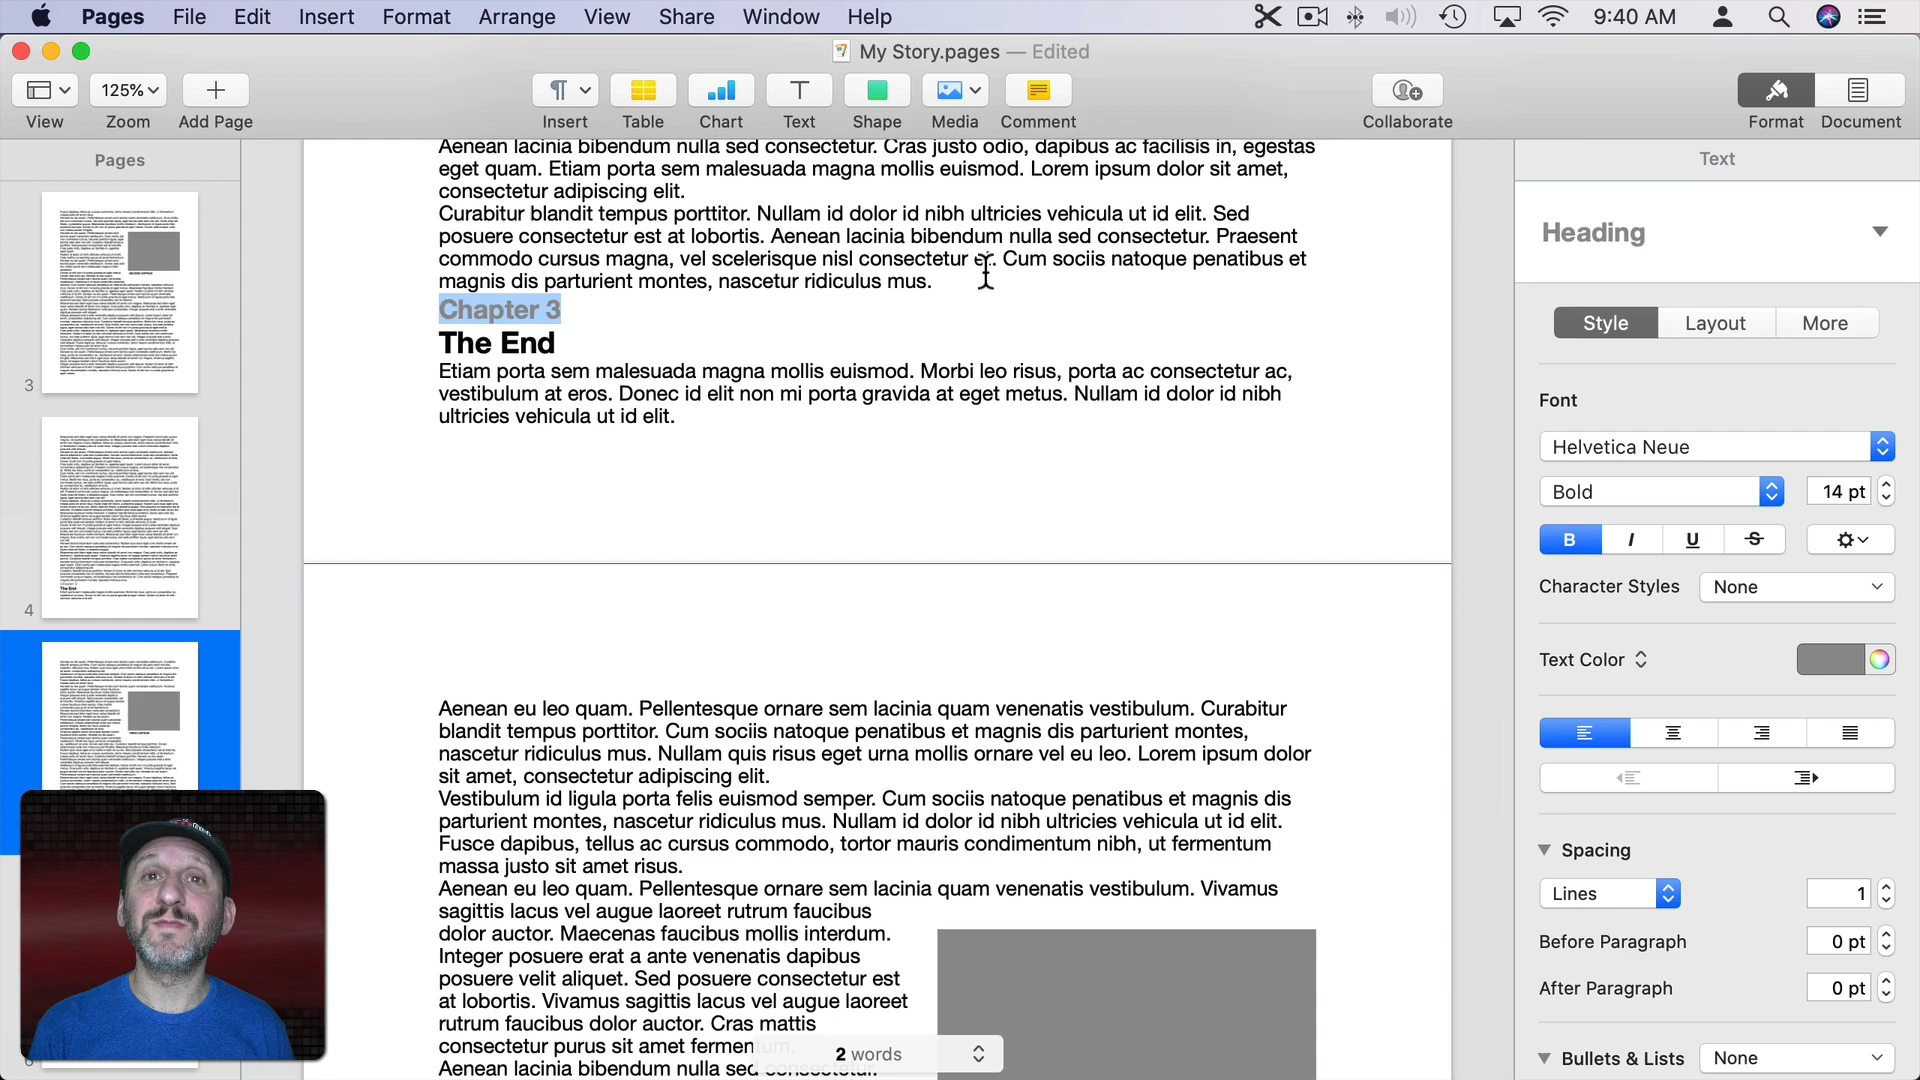 Pages File Edit Insert Format Arrange View Share Window Help 9:40 AM
My Story.pages — Edited
125%
View Zoom Add Page Insert Table Chart Text Shape Media Comment Collaborate Format Document
Pages
3
4
Aenean lacinia bibendum nulla sed consectetur. Cras justo odio, dapibus ac facilisis in, egestas
eget quam. Etiam porta sem malesuada magna mollis euismod. Lorem ipsum dolor sit amet,
consectetur adipiscing elit.
Curabitur blandit tempus porttitor. Nullam id dolor id nibh ultricies vehicula ut id elit. Sed
posuere consectetur est at lobortis. Aenean lacinia bibendum nulla sed consectetur. Praesent
commodo cursus magna, vel scelerisque nisl consectetur et. Cum sociis natoque penatibus et
magnis dis parturient montes, nascetur ridiculus mus.
Chapter 3
The End
Etiam porta sem malesuada magna mollis euismod. Morbi leo risus, porta ac consectetur ac,
vestibulum at eros. Donec id elit non mi porta gravida at eget metus. Nullam id dolor id nibh
ultricies vehicula ut id elit.
Aenean eu leo quam. Pellentesque ornare sem lacinia quam venenatis vestibulum. Curabitur
blandit tempus porttitor. Cum sociis natoque penatibus et magnis dis parturient montes,
nascetur ridiculus mus. Nullam quis risus eget urna mollis ornare vel eu leo. Lorem ipsum dolor
sit amet, consectetur adipiscing elit.
Vestibulum id ligula porta felis euismod semper. Cum sociis natoque penatibus et magnis dis
parturient montes, nascetur ridiculus mus. Nullam id dolor id nibh ultricies vehicula ut id elit.
Fusce dapibus, tellus ac cursus commodo, tortor mauris condimentum nibh, ut fermentum
massa justo sit amet risus.
Aenean eu leo quam. Pellentesque ornare sem lacinia quam venenatis vestibulum. Vivamus
sagittis lacus vel augue laoreet rutrum faucibus
dolor auctor. Maecenas faucibus mollis interdum.
Integer posuere erat a ante venenatis dapibus
posuere velit aliquet. Sed posuere consectetur est
at lobortis. Vivamus sagittis lacus vel augue laoreet
rutrum faucibus dolor auctor. Cras mattis
consectetur purus sit amet fermentum.
Aenean lacinia bibendum nulla sed consectetur.
2 words
Text
Heading
Style Layout More
Font
Helvetica Neue
Bold 14 pt
B I U S
Character Styles None
Text Color
Spacing
Lines 1
Before Paragraph 0 pt
After Paragraph 0 pt
Bullets & Lists None